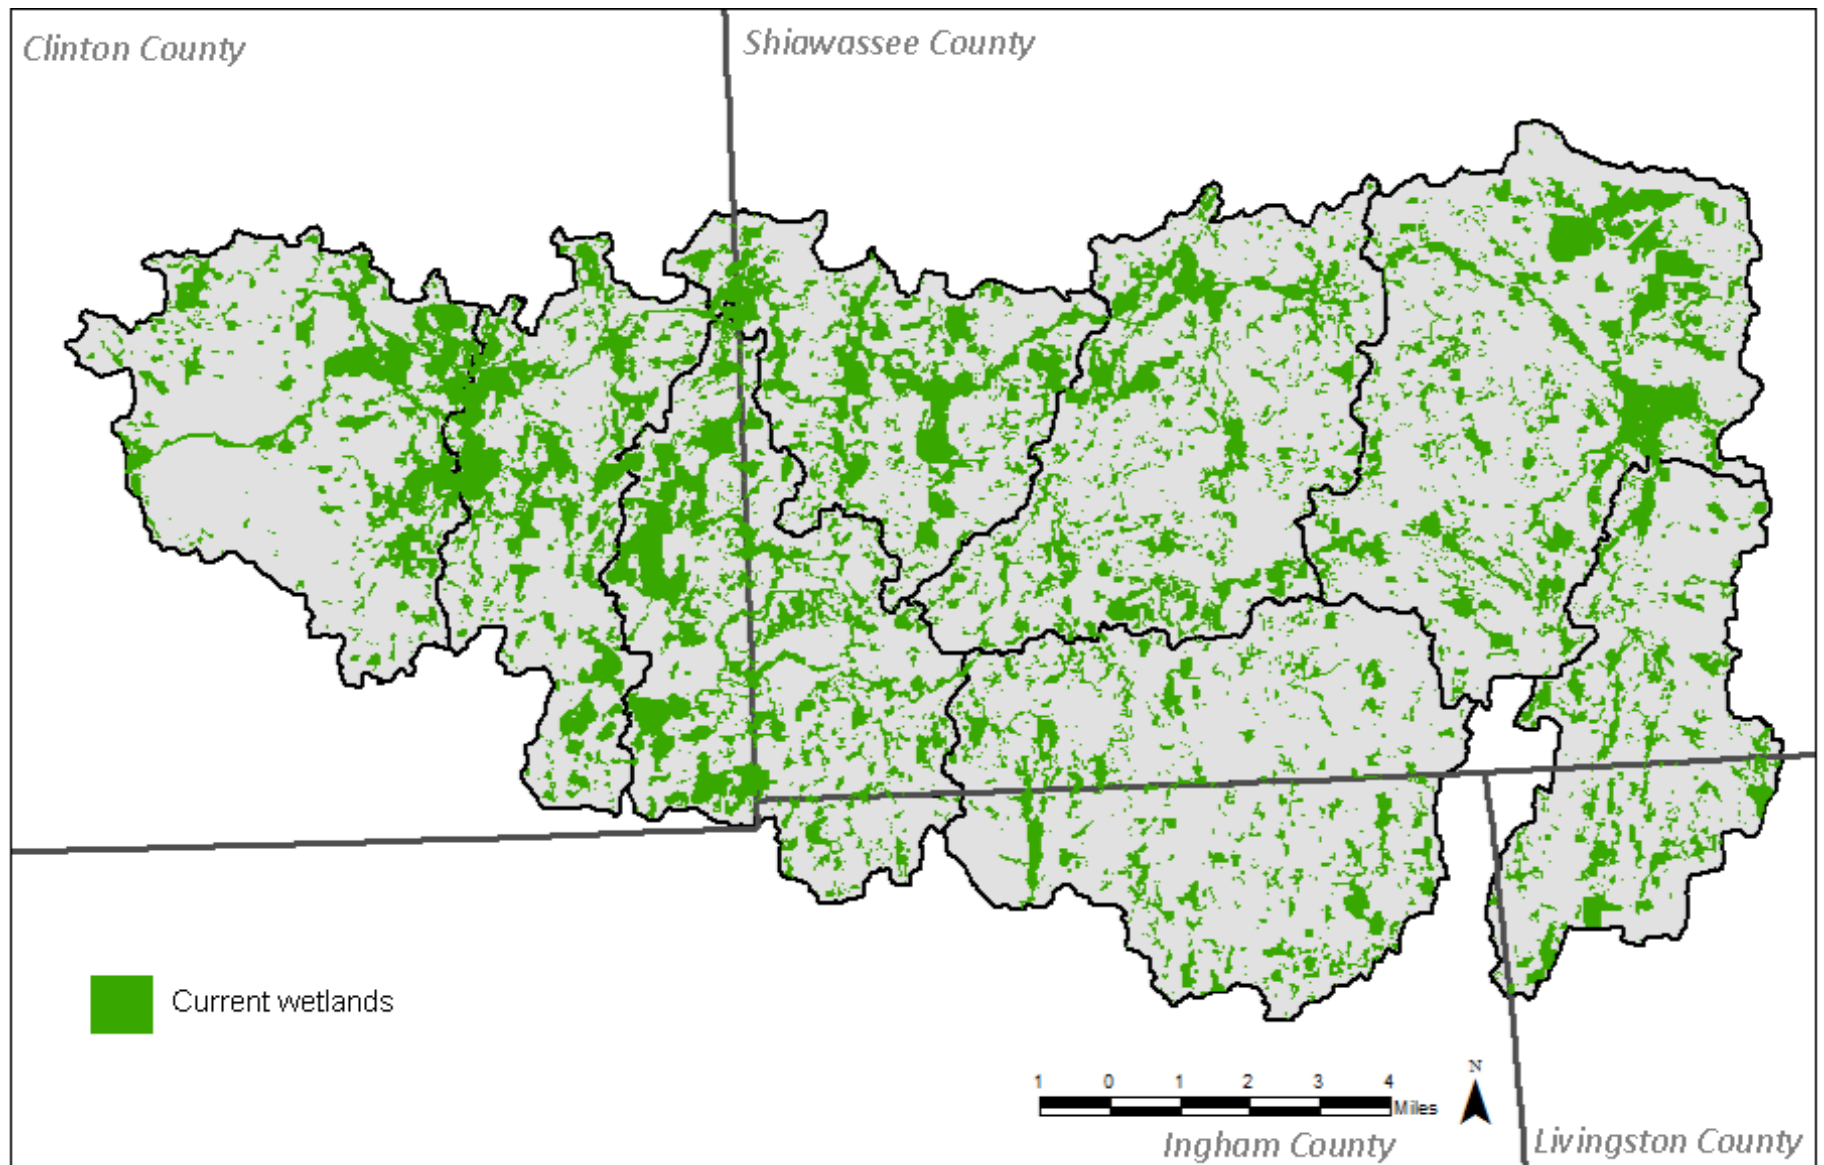 Clinton County
Shiawassee County
Current wetlands
1 0 1 2 3 4
Miles
N
Ingham County
Livingston County